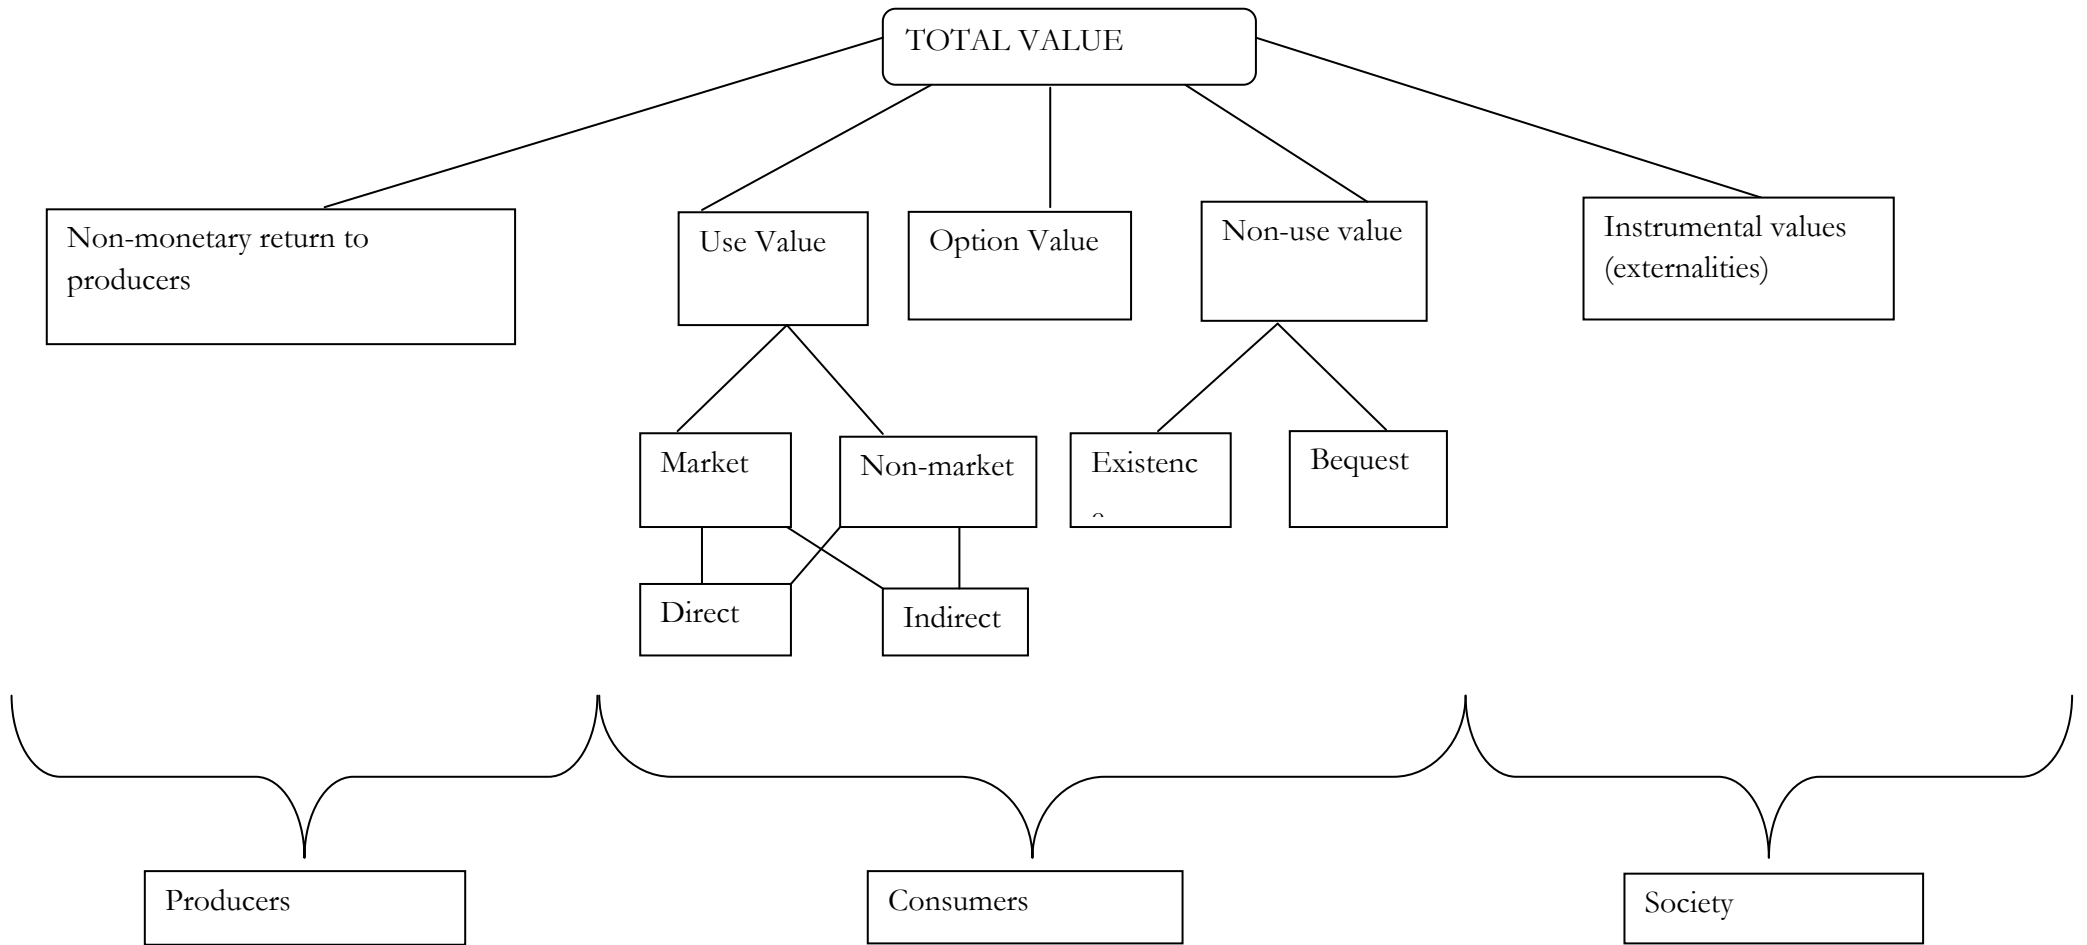 TOTAL VALUE
Non-monetary return to
producers
Use Value
Option Value
Non-use value
Instrumental values
(externalities)
Market
Non-market
Existenc
Bequest
Direct
Indirect
Producers
Consumers
Society